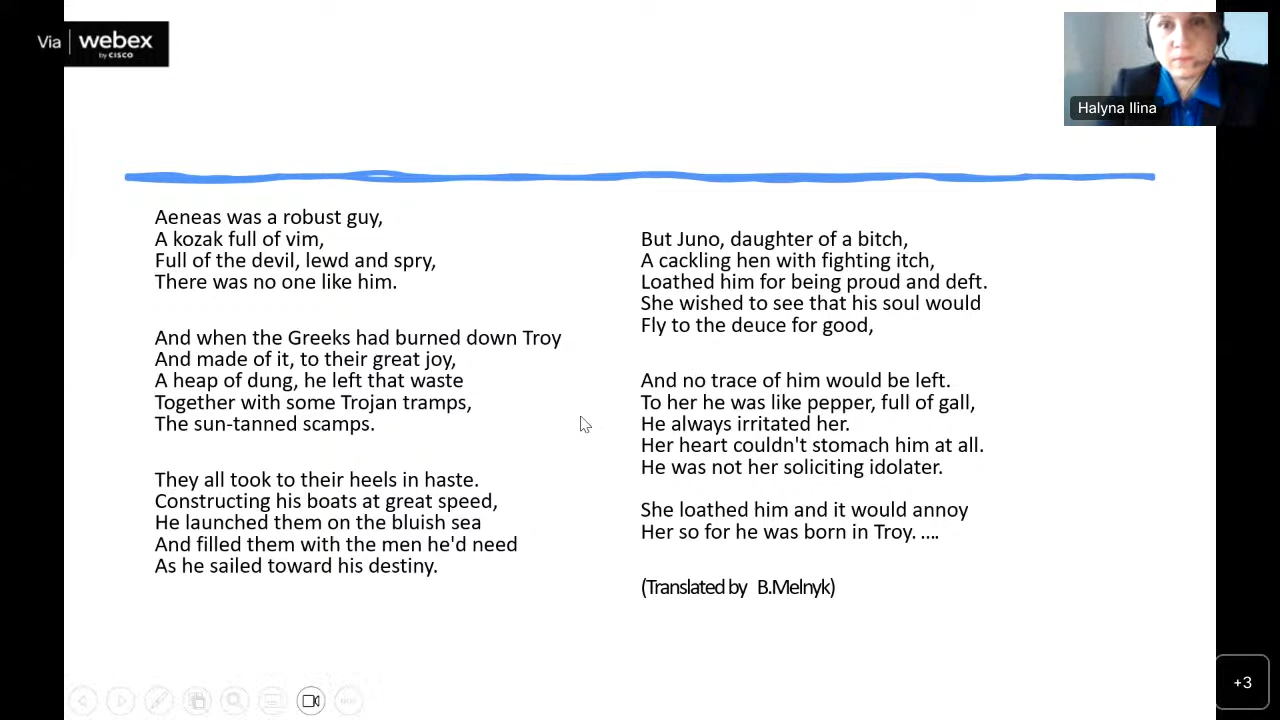 Via webex
by CISCO
Halyna Ilina
Aeneas was a robust guy,
A kozak full of vim,
Full of the devil, lewd and spry,
There was no one like him.
And when the Greeks had burned down Troy
And made of it, to their great joy,
A heap of dung, he left that waste
Together with some Trojan tramps,
The sun-tanned scamps.
They all took to their heels in haste.
Constructing his boats at great speed,
He launched them on the bluish sea
And filled them with the men he'd need
As he sailed toward his destiny.
But Juno, daughter of a bitch,
A cackling hen with fighting itch,
Loathed him for being proud and deft.
She wished to see that his soul would
Fly to the deuce for good,
And no trace of him would be left.
To her he was like pepper, full of gall,
He always irritated her.
Her heart couldn't stomach him at all.
He was not her soliciting idolater.
She loathed him and it would annoy
Her so for he was born in Troy. ....
(Translated by B.Melnyk)
+3